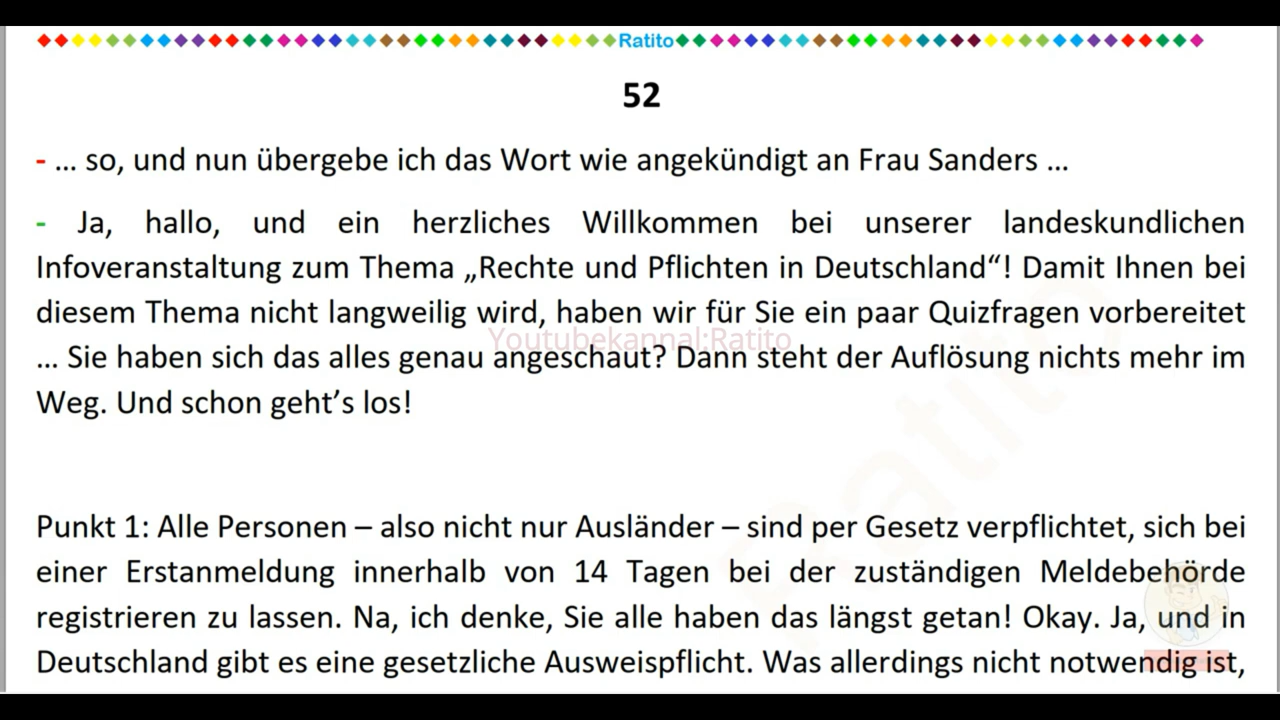 Ratito
52
- ... so, und nun übergebe ich das Wort wie angekündigt an Frau Sanders ...
- Ja, hallo, und ein herzliches Willkommen bei unserer landeskundlichen
Infoveranstaltung zum Thema „Rechte und Pflichten in Deutschland“! Damit Ihnen bei
diesem Thema nicht langweilig wird, haben wir für Sie ein paar Quizfragen vorbereitet
Youtubekannal:Ratito
... Sie haben sich das alles genau angeschaut? Dann steht der Auflösung nichts mehr im
Weg. Und schon geht’s los!
Ratito
Punkt 1: Alle Personen – also nicht nur Ausländer – sind per Gesetz verpflichtet, sich bei
einer Erstanmeldung innerhalb von 14 Tagen bei der zuständigen Meldebehörde
registrieren zu lassen. Na, ich denke, Sie alle haben das längst getan! Okay. Ja, und in
Deutschland gibt es eine gesetzliche Ausweispflicht. Was allerdings nicht notwendig ist,